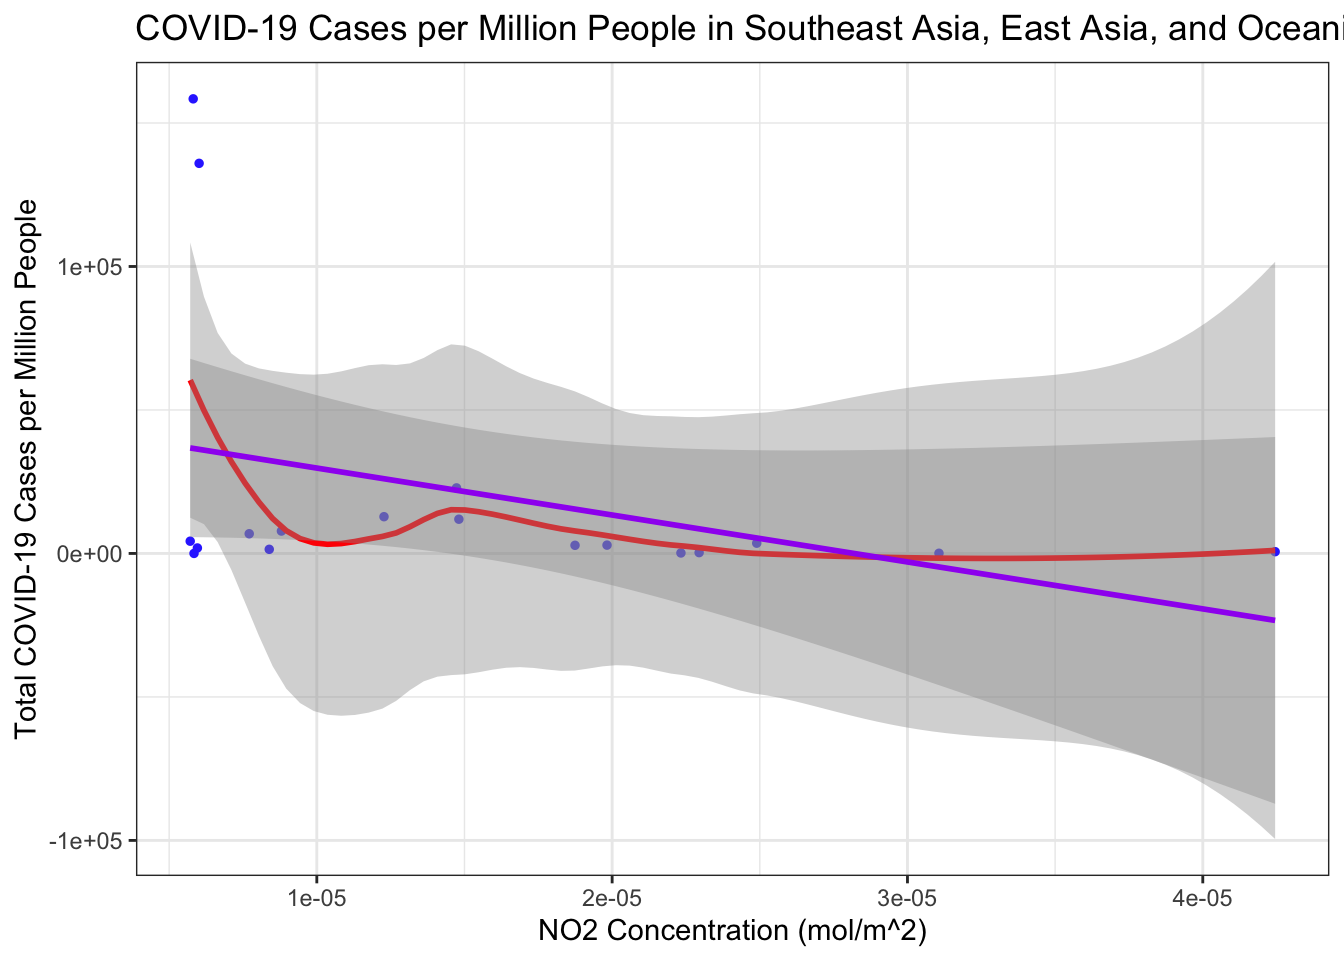 COVID-19 Cases per Million People in Southeast Asia, East Asia, and Oceani
Total COVID-19 Cases per Million People
1e+05
0e+00
-1e+05
1e-05 2e-05 3e-05 4e-05
NO2 Concentration (mol/m^2)